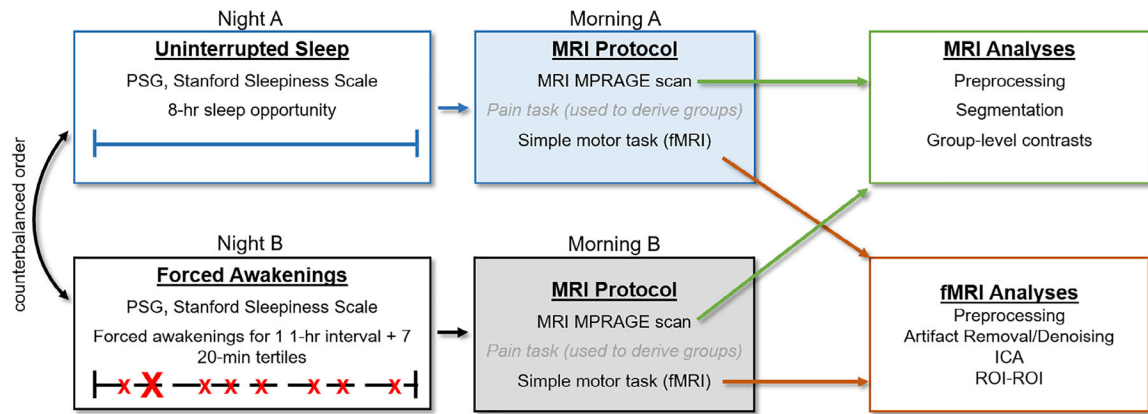 Night A
Uninterrupted Sleep
PSG, Stanford Sleepiness Scale
8-hr sleep opportunity
Morning A
MRI Protocol
MRI MPRAGE scan
Pain task (used to derive groups)
Simple motor task (fMRI)
MRI Analyses
Preprocessing
Segmentation
Group-level contrasts
counterbalanced order
Night B
Forced Awakenings
PSG, Stanford Sleepiness Scale
Forced awakenings for 1 1-hr interval + 7
20-min tertiles
X X X X X X X X
Morning B
MRI Protocol
MRI MPRAGE scan
Pain task (used to derive groups)
Simple motor task (fMRI)
fMRI Analyses
Preprocessing
Artifact Removal/Denoising
ICA
ROI-ROI